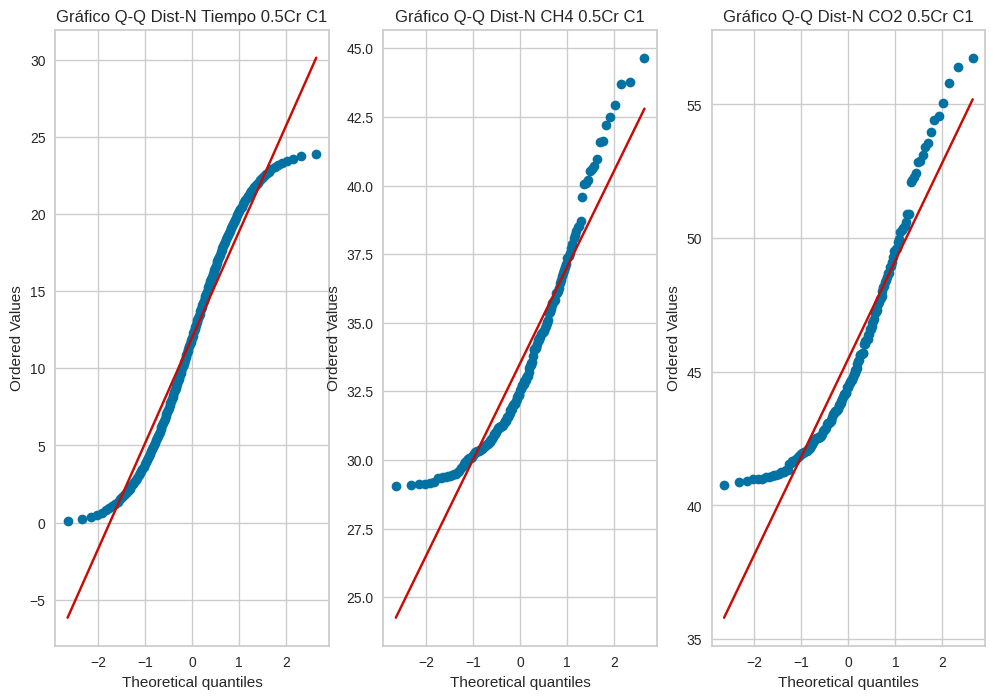 Gráfico Q-Q Dist-N Tiempo 0.5Cr C1
30
25
20
15
10
5
0
−5
Ordered Values
−2 −1 0 1 2
Theoretical quantiles
Gráfico Q-Q Dist-N CH4 0.5Cr C1
45.0
42.5
40.0
37.5
35.0
32.5
30.0
27.5
25.0
Ordered Values
−2 −1 0 1 2
Theoretical quantiles
Gráfico Q-Q Dist-N CO2 0.5Cr C1
55
50
45
40
35
Ordered Values
−2 −1 0 1 2
Theoretical quantiles